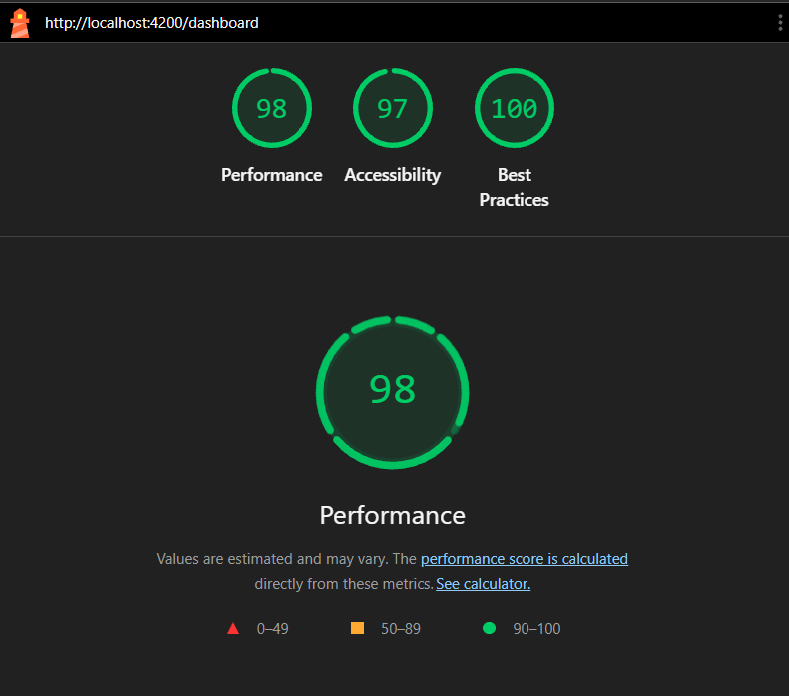 http://localhost:4200/dashboard
98
97
100
Performance
Accessibility
Best
Practices
98
Performance
Values are estimated and may vary. The performance score is calculated
directly from these metrics. See calculator.
0–49
50–89
90–100